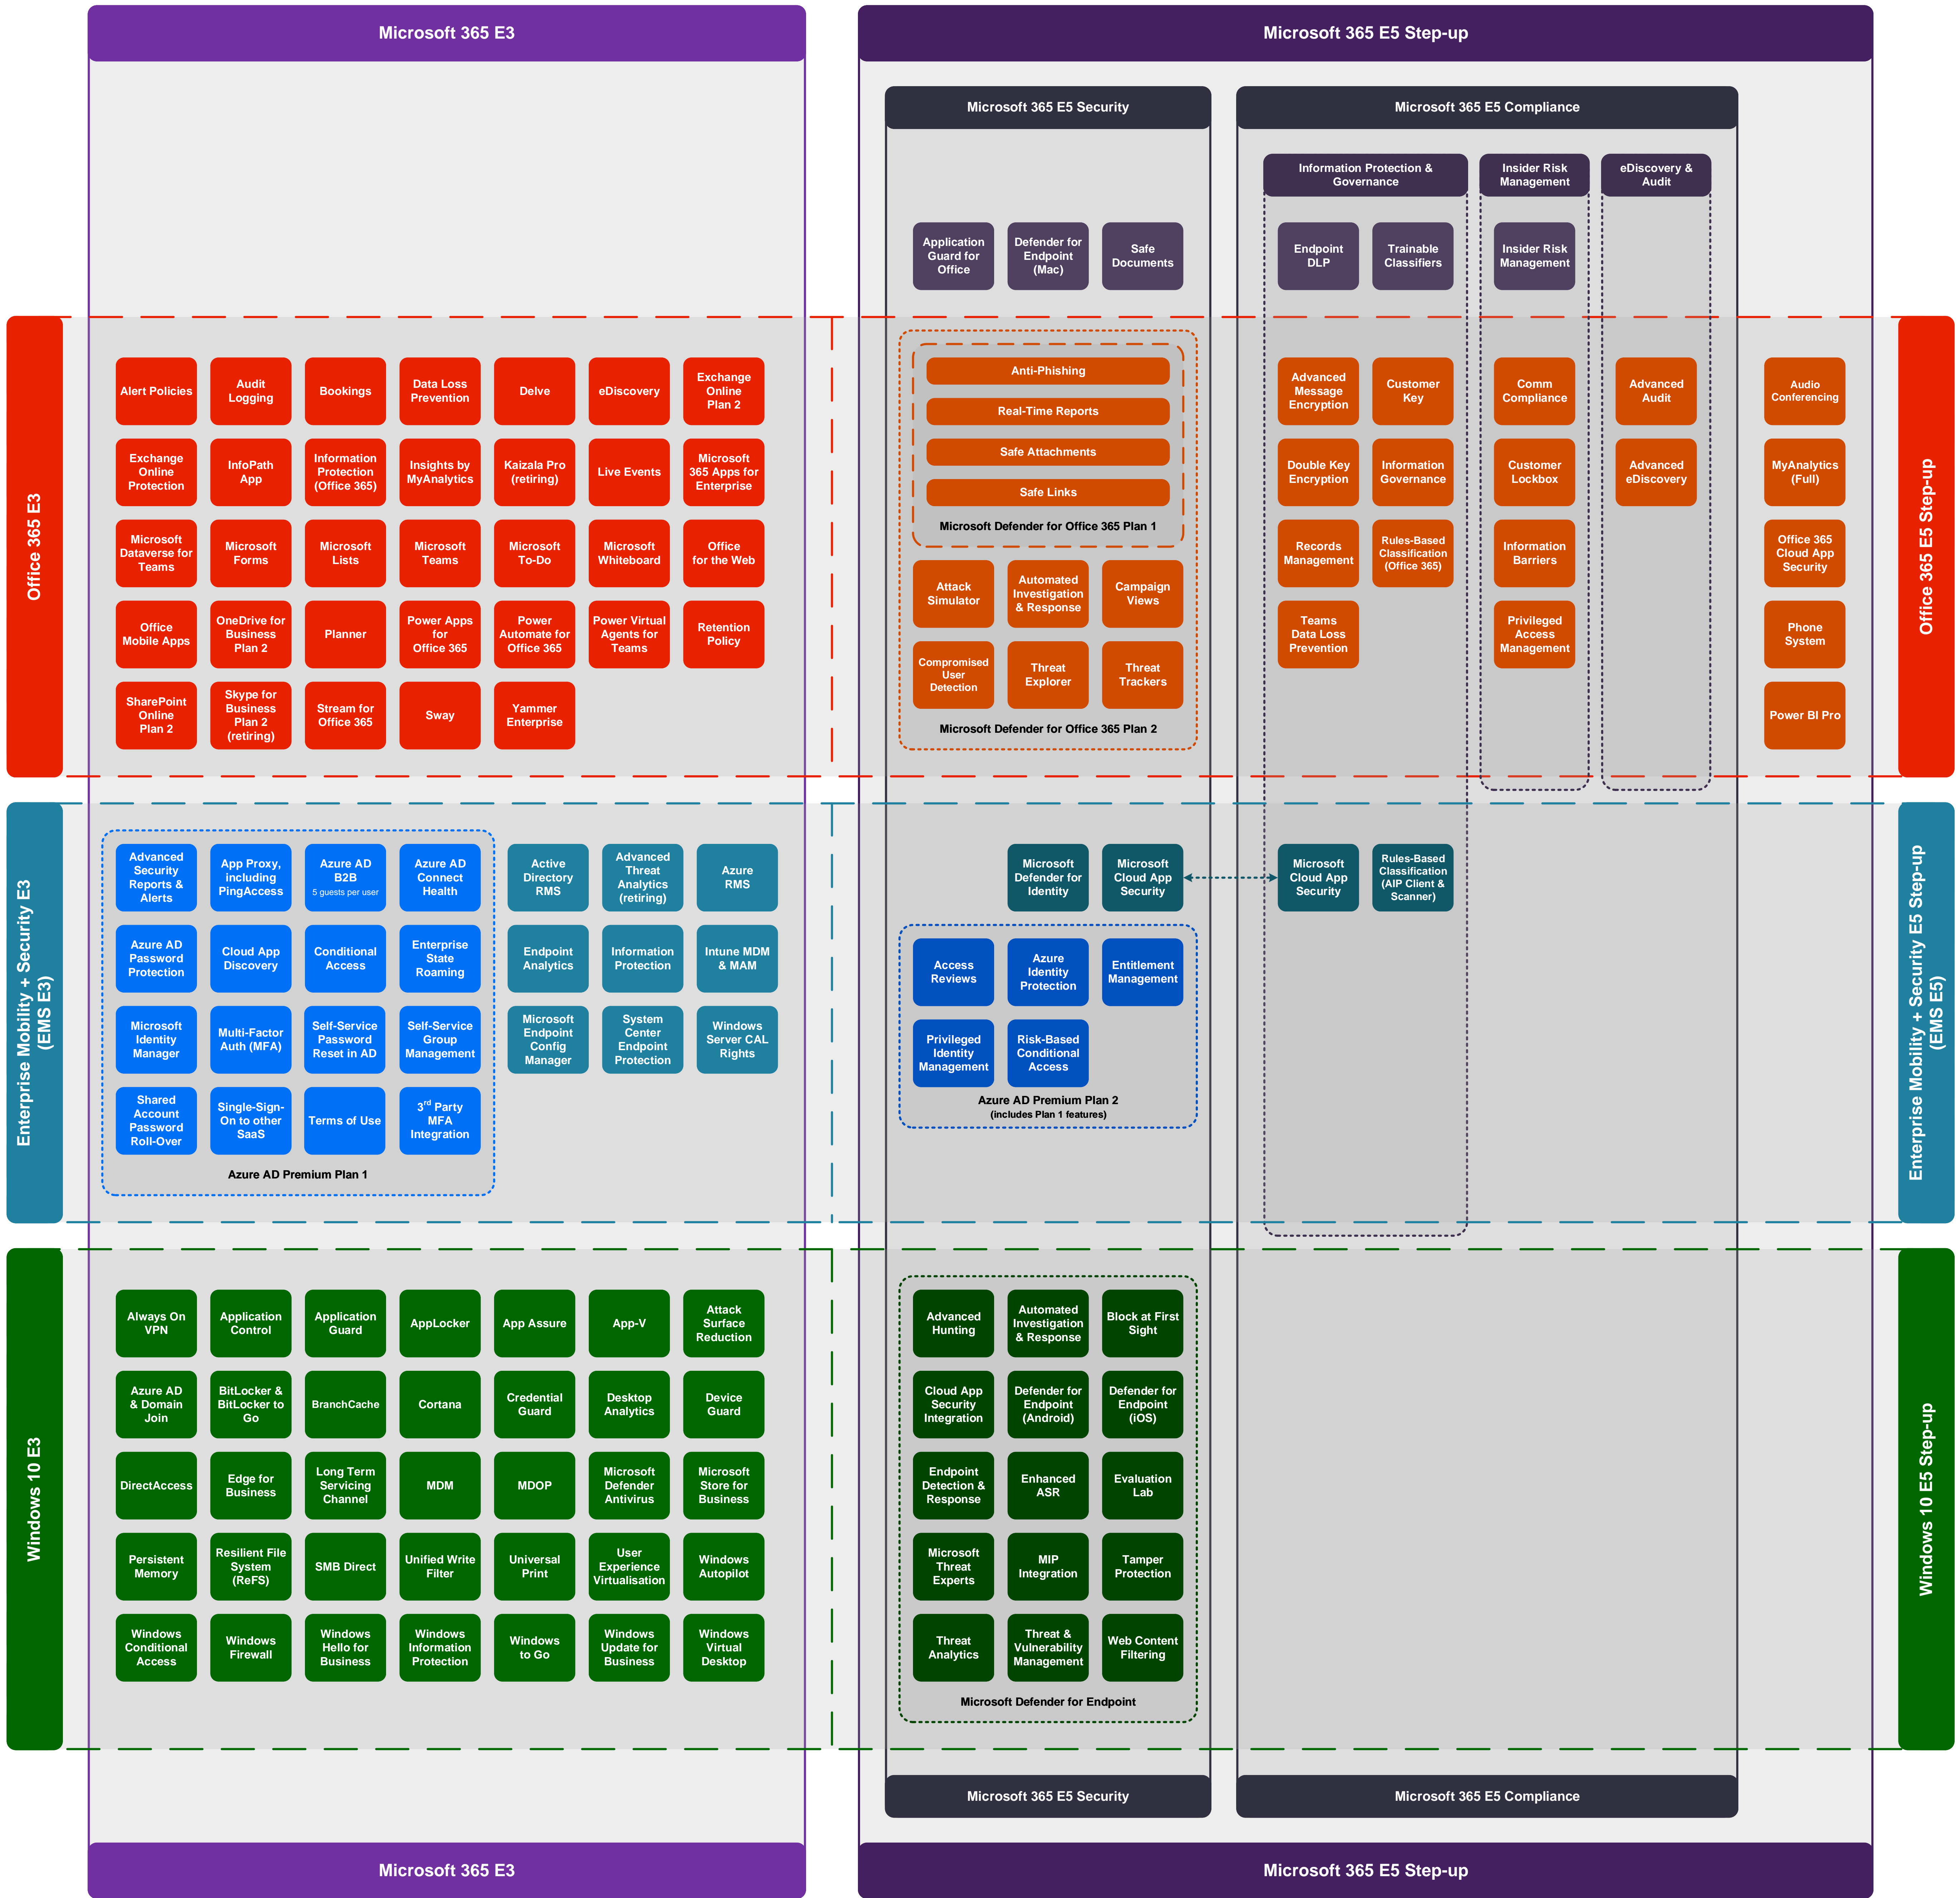 Microsoft 365 E3
Microsoft 365 E5 Step-up
Microsoft 365 E5 Security
Microsoft 365 E5 Compliance
Information Protection &
Governance
Insider Risk
Management
eDiscovery &
Audit
Application
Guard for
Office
Defender for
Endpoint
(Mac)
Safe
Documents
Endpoint
DLP
Trainable
Classifiers
Insider Risk
Management
Office 365 E3
Alert Policies
Audit
Logging
Bookings
Data Loss
Prevention
Delve
eDiscovery
Exchange
Online
Plan 2
Exchange
Online
Protection
InfoPath
App
Information
Protection
(Office 365)
Insights by
MyAnalytics
Kaizala Pro
(retiring)
Live Events
Microsoft
365 Apps for
Enterprise
Microsoft
Dataverse for
Teams
Microsoft
Forms
Microsoft
Lists
Microsoft
Teams
Microsoft
To-Do
Microsoft
Whiteboard
Office
for the Web
Office
Mobile Apps
OneDrive for
Business
Plan 2
Planner
Power Apps
for
Office 365
Power
Automate for
Office 365
Power Virtual
Agents for
Teams
Retention
Policy
SharePoint
Online
Plan 2
Skype for
Business
Plan 2
(retiring)
Stream for
Office 365
Sway
Yammer
Enterprise
Anti-Phishing
Real-Time Reports
Safe Attachments
Safe Links
Microsoft Defender for Office 365 Plan 1
Attack
Simulator
Automated
Investigation
& Response
Campaign
Views
Compromised
User
Detection
Threat
Explorer
Threat
Trackers
Microsoft Defender for Office 365 Plan 2
Advanced
Message
Encryption
Customer
Key
Double Key
Encryption
Information
Governance
Records
Management
Rules-Based
Classification
(Office 365)
Teams
Data Loss
Prevention
Comm
Compliance
Customer
Lockbox
Information
Barriers
Privileged
Access
Management
Advanced
Audit
Advanced
eDiscovery
Audio
Conferencing
MyAnalytics
(Full)
Office 365
Cloud App
Security
Phone
System
Power BI Pro
Office 365 E5 Step-up
Enterprise Mobility + Security E3
(EMS E3)
Advanced
Security
Reports &
Alerts
App Proxy,
including
PingAccess
Azure AD
B2B
5 guests per user
Azure AD
Connect
Health
Azure AD
Password
Protection
Cloud App
Discovery
Conditional
Access
Enterprise
State
Roaming
Microsoft
Identity
Manager
Multi-Factor
Auth (MFA)
Self-Service
Password
Reset in AD
Self-Service
Group
Management
Shared
Account
Password
Roll-Over
Single-Sign-
On to other
SaaS
Terms of Use
3rd Party
MFA
Integration
Azure AD Premium Plan 1
Active
Directory
RMS
Advanced
Threat
Analytics
(retiring)
Azure
RMS
Endpoint
Analytics
Information
Protection
Intune MDM
& MAM
Microsoft
Endpoint
Config
Manager
System
Center
Endpoint
Protection
Windows
Server CAL
Rights
Microsoft
Defender for
Identity
Microsoft
Cloud App
Security
Microsoft
Cloud App
Security
Rules-Based
Classification
(AIP Client &
Scanner)
Access
Reviews
Azure
Identity
Protection
Entitlement
Management
Privileged
Identity
Management
Risk-Based
Conditional
Access
Azure AD Premium Plan 2
(includes Plan 1 features)
Enterprise Mobility + Security E5 Step-up
(EMS E5)
Windows 10 E3
Always On
VPN
Application
Control
Application
Guard
AppLocker
App Assure
App-V
Attack
Surface
Reduction
Azure AD
& Domain
Join
BitLocker &
BitLocker to
Go
BranchCache
Cortana
Credential
Guard
Desktop
Analytics
Device
Guard
DirectAccess
Edge for
Business
Long Term
Servicing
Channel
MDM
MDOP
Microsoft
Defender
Antivirus
Microsoft
Store for
Business
Persistent
Memory
Resilient File
System
(ReFS)
SMB Direct
Unified Write
Filter
Universal
Print
User
Experience
Virtualisation
Windows
Autopilot
Windows
Conditional
Access
Windows
Firewall
Windows
Hello for
Business
Windows
Information
Protection
Windows
to Go
Windows
Update for
Business
Windows
Virtual
Desktop
Advanced
Hunting
Automated
Investigation
& Response
Block at First
Sight
Cloud App
Security
Integration
Defender for
Endpoint
(Android)
Defender for
Endpoint
(iOS)
Endpoint
Detection &
Response
Enhanced
ASR
Evaluation
Lab
Microsoft
Threat
Experts
MIP
Integration
Tamper
Protection
Threat
Analytics
Threat &
Vulnerability
Management
Web Content
Filtering
Microsoft Defender for Endpoint
Windows 10 E5 Step-up
Microsoft 365 E5 Security
Microsoft 365 E5 Compliance
Microsoft 365 E3
Microsoft 365 E5 Step-up